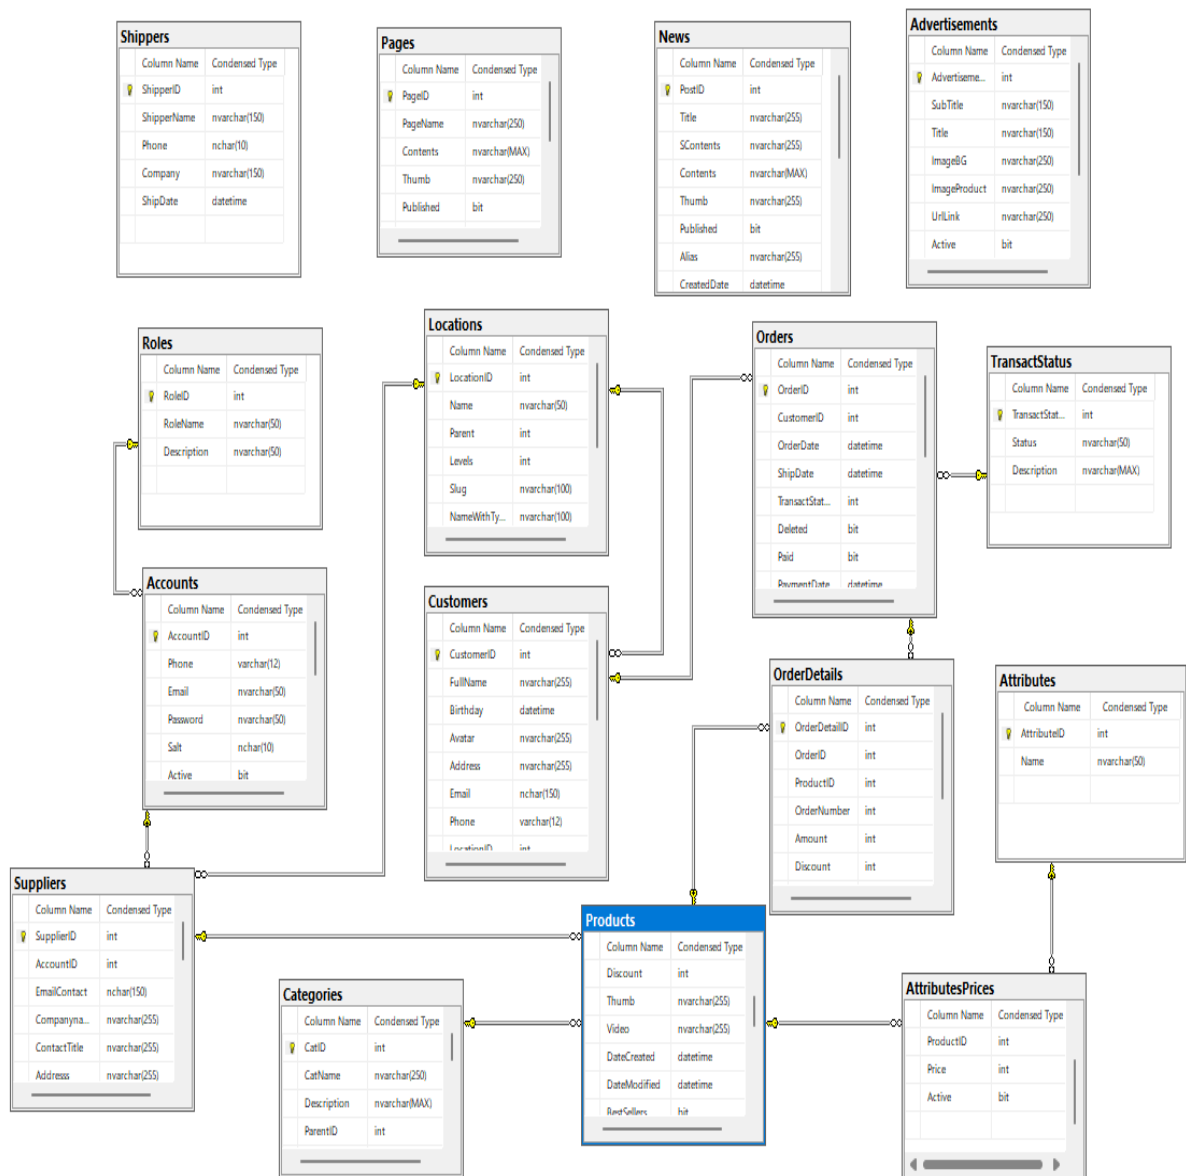 Shippers
Column Name Condensed Type
ShipperID int
ShipperName nvarchar(150)
Phone nchar(10)
Company nvarchar(150)
ShipDate datetime
Pages
Column Name Condensed Type
PageID int
PageName nvarchar(250)
Contents nvarchar(MAX)
Thumb nvarchar(250)
Published bit
News
Column Name Condensed Type
PostID int
Title nvarchar(255)
SContents nvarchar(255)
Contents nvarchar(MAX)
Thumb nvarchar(255)
Published bit
Alias nvarchar(255)
CreatedDate datetime
Advertisements
Column Name Condensed Type
Advertiseme... int
SubTitle nvarchar(150)
Title nvarchar(150)
ImageBG nvarchar(250)
ImageProduct nvarchar(250)
UrlLink nvarchar(250)
Active bit
Roles
Column Name Condensed Type
RoleID int
RoleName nvarchar(50)
Description nvarchar(50)
Locations
Column Name Condensed Type
LocationID int
Name nvarchar(50)
Parent int
Levels int
Slug nvarchar(100)
NameWithTy... nvarchar(100)
Orders
Column Name Condensed Type
OrderID int
CustomerID int
OrderDate datetime
ShipDate datetime
TransactStat... int
Deleted bit
Paid bit
PaymentDate datetime
TransactStatus
Column Name Condensed Type
TransactStat... int
Status nvarchar(50)
Description nvarchar(MAX)
Accounts
Column Name Condensed Type
AccountID int
Phone varchar(12)
Email nvarchar(50)
Password nvarchar(50)
Salt nchar(10)
Active bit
Customers
Column Name Condensed Type
CustomerID int
FullName nvarchar(255)
Birthday datetime
Avatar nvarchar(255)
Address nvarchar(255)
Email nchar(150)
Phone varchar(12)
LocationID int
OrderDetails
Column Name Condensed Type
OrderDetailID int
OrderID int
ProductID int
OrderNumber int
Amount int
Discount int
Attributes
Column Name Condensed Type
AttributeID int
Name nvarchar(50)
Suppliers
Column Name Condensed Type
SupplierID int
AccountID int
EmailContact nchar(150)
Companyna... nvarchar(255)
ContactTitle nvarchar(255)
Addresss nvarchar(255)
Categories
Column Name Condensed Type
CatID int
CatName nvarchar(250)
Description nvarchar(MAX)
ParentID int
Products
Column Name Condensed Type
Discount int
Thumb nvarchar(255)
Video nvarchar(255)
DateCreated datetime
DateModified datetime
BestSellers bit
AttributesPrices
Column Name Condensed Type
ProductID int
Price int
Active bit